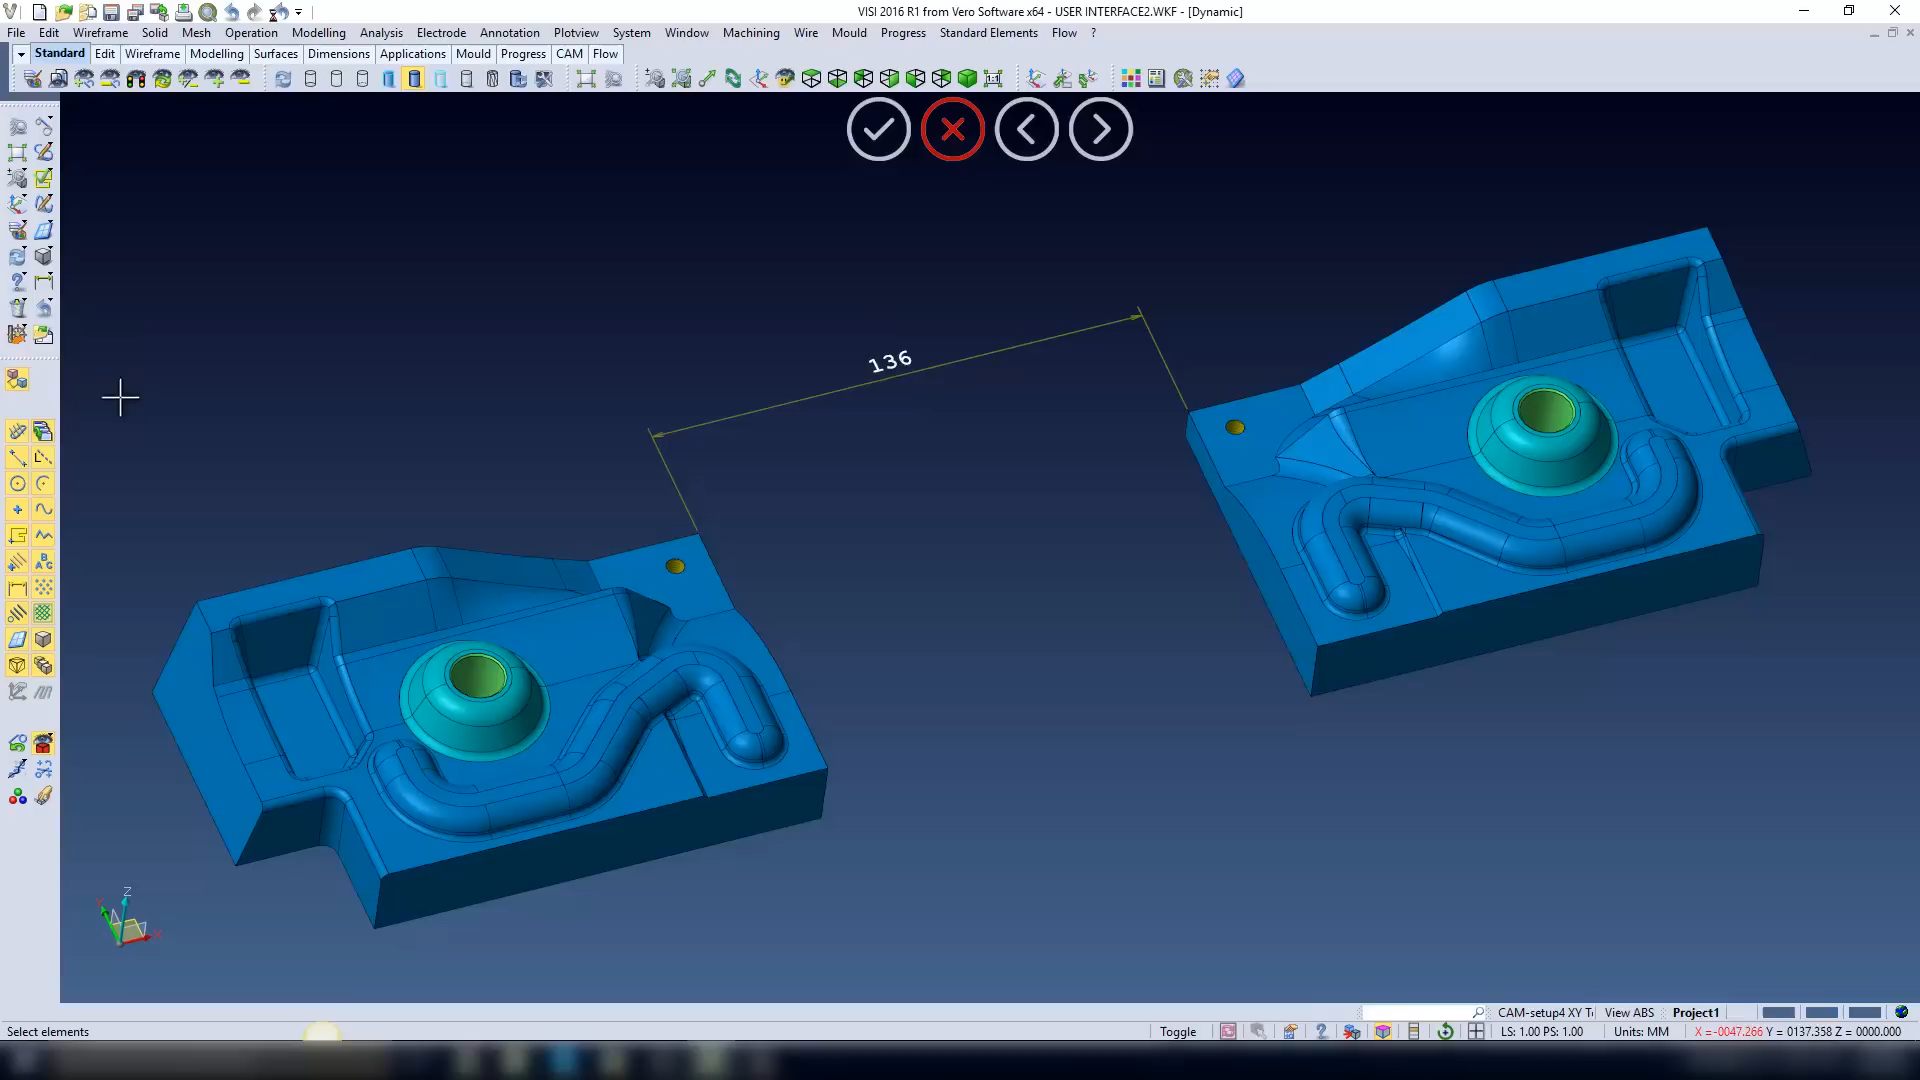 VISI 2016 R1 from Vero Software x64 - USER INTERFACE2.WKF - [Dynamic]
File Edit Wireframe Solid Mesh Operation Modelling Analysis Electrode Annotation Plotview System Window Machining Wire Mould Progress Standard Elements Flow ?
Standard Edit Wireframe Modelling Surfaces Dimensions Applications Mould Progress CAM Flow
1:1
136
Z
X
CAM-setup4 XY T View ABS Project1
Select elements Toggle LS: 1.00 PS: 1.00 Units: MM X =-0047.266 Y = 0137.358 Z = 0000.000